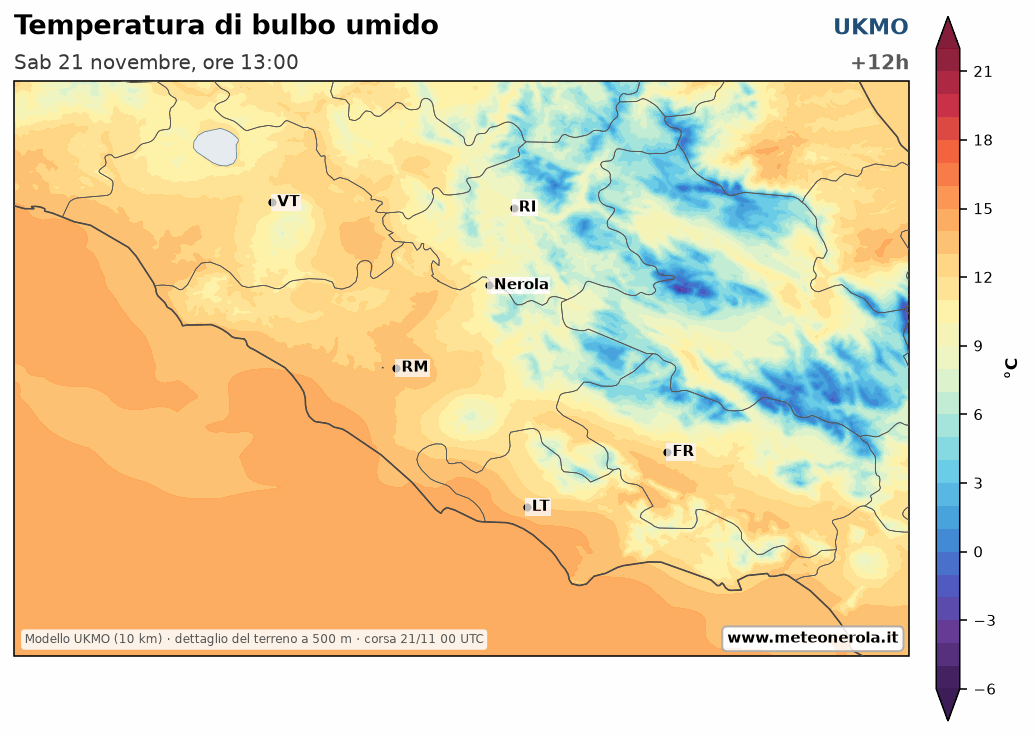 Temperatura di bulbo umido
UKMO
Sab 21 novembre, ore 13:00
+12h
21
18
15
12
9
6
3
0
−3
−6
°C
VT
RI
Nerola
RM
FR
LT
Modello UKMO (10 km) · dettaglio del terreno a 500 m · corsa 21/11 00 UTC
www.meteonerola.it